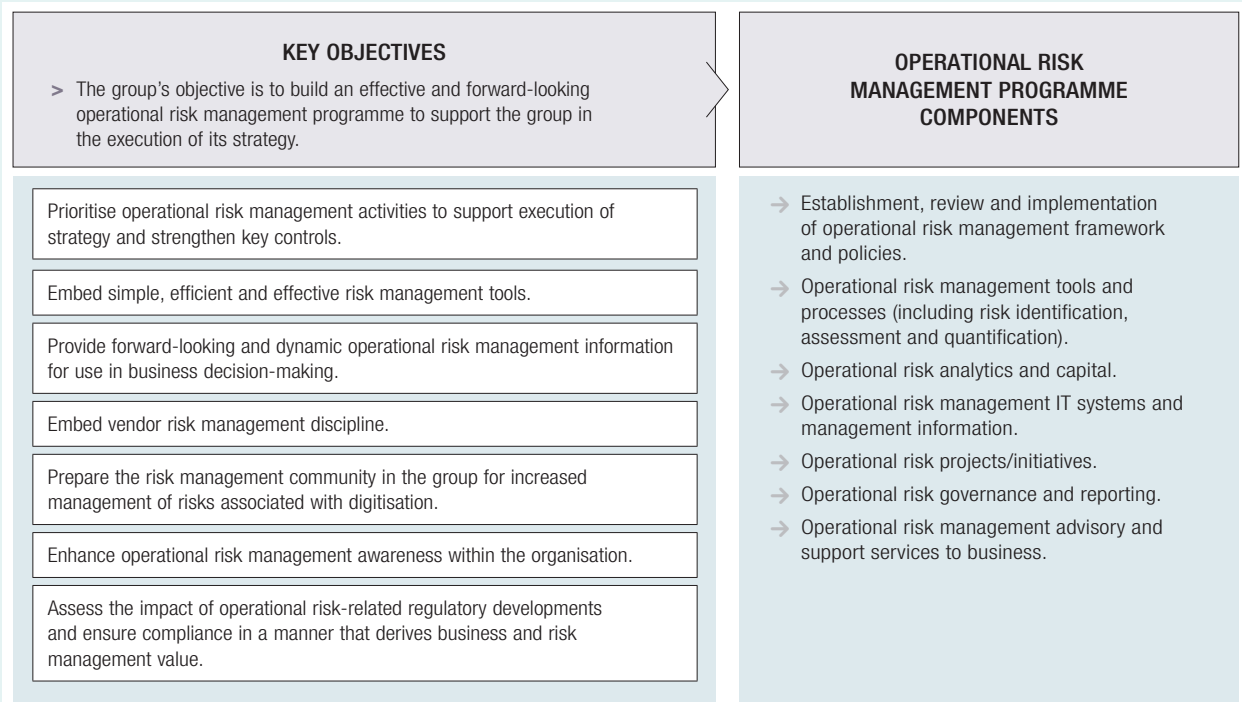 KEY OBJECTIVES
> The group's objective is to build an effective and forward-looking
operational risk management programme to support the group in
the execution of its strategy.
Prioritise operational risk management activities to support execution of
strategy and strengthen key controls.
Embed simple, efficient and effective risk management tools.
Provide forward-looking and dynamic operational risk management information
for use in business decision-making.
Embed vendor risk management discipline.
Prepare the risk management community in the group for increased
management of risks associated with digitisation.
Enhance operational risk management awareness within the organisation.
Assess the impact of operational risk-related regulatory developments
and ensure compliance in a manner that derives business and risk
management value.
OPERATIONAL RISK
MANAGEMENT PROGRAMME
COMPONENTS
→ Establishment, review and implementation
of operational risk management framework
and policies.
→ Operational risk management tools and
processes (including risk identification,
assessment and quantification).
→ Operational risk analytics and capital.
→ Operational risk management IT systems and
management information.
→ Operational risk projects/initiatives.
→ Operational risk governance and reporting.
→ Operational risk management advisory and
support services to business.